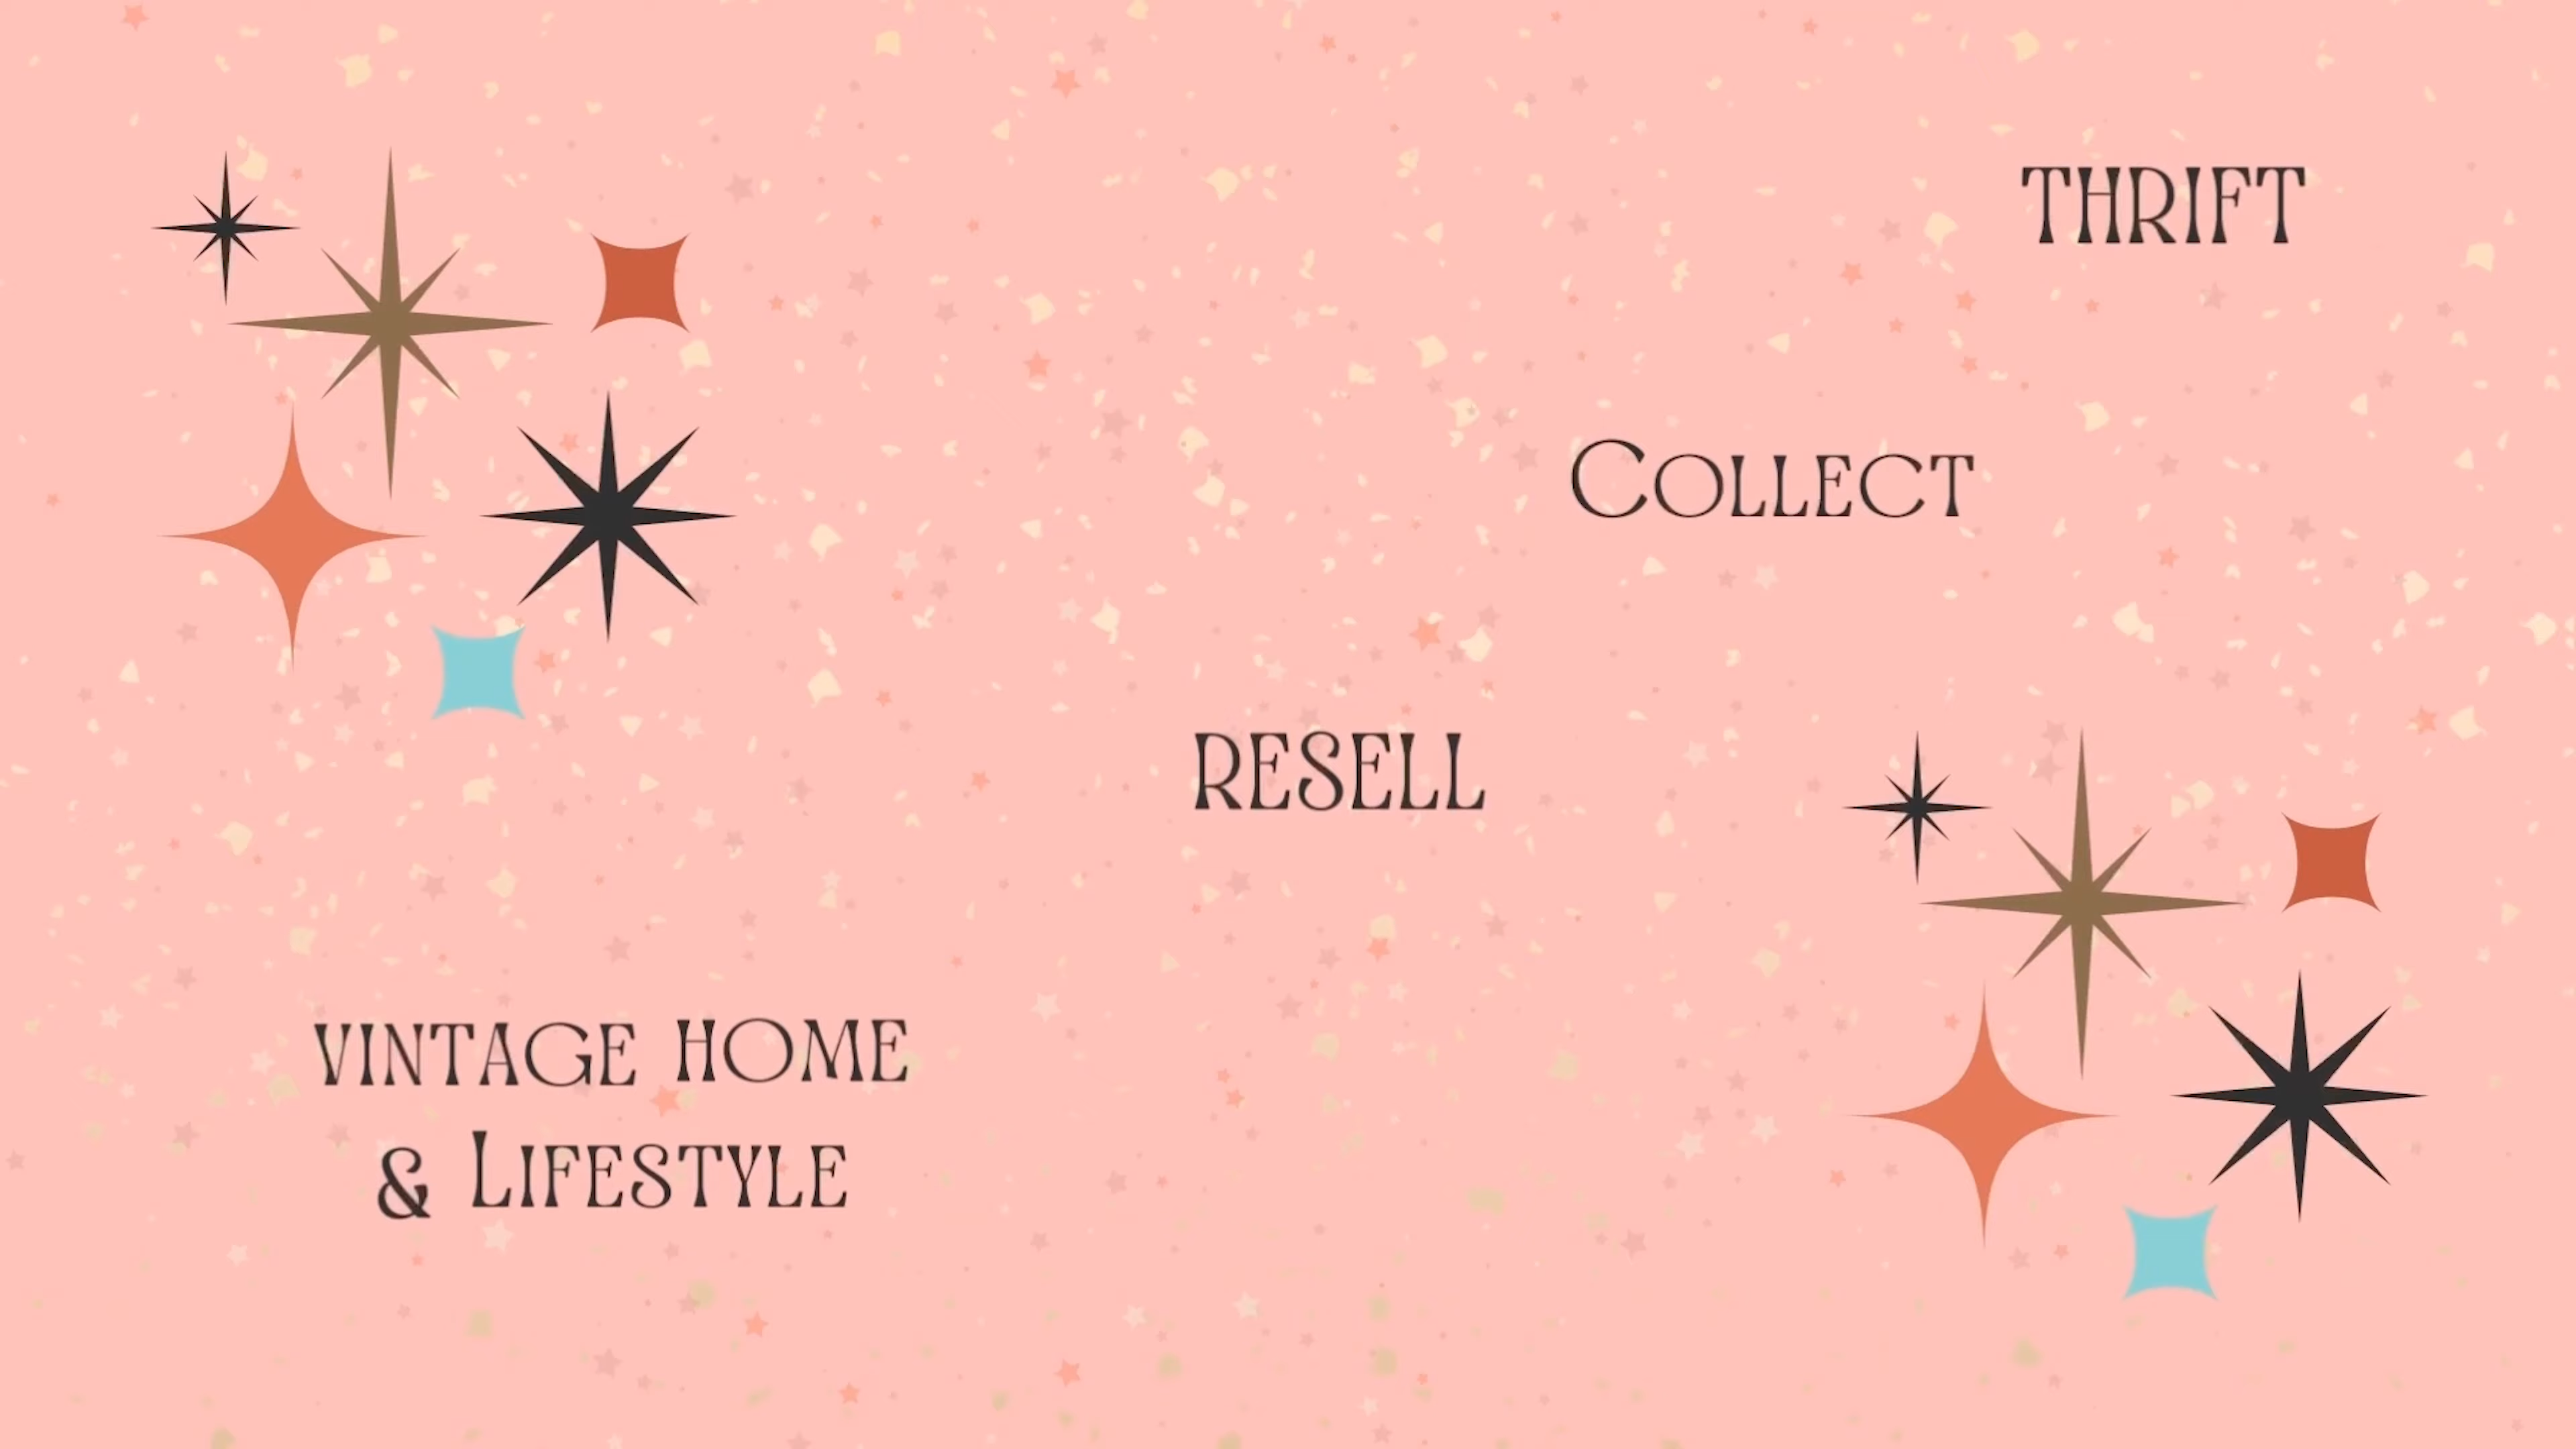 THRIFT
COLLECT
RESELL
VINTAGE HOME
& LIFESTYLE